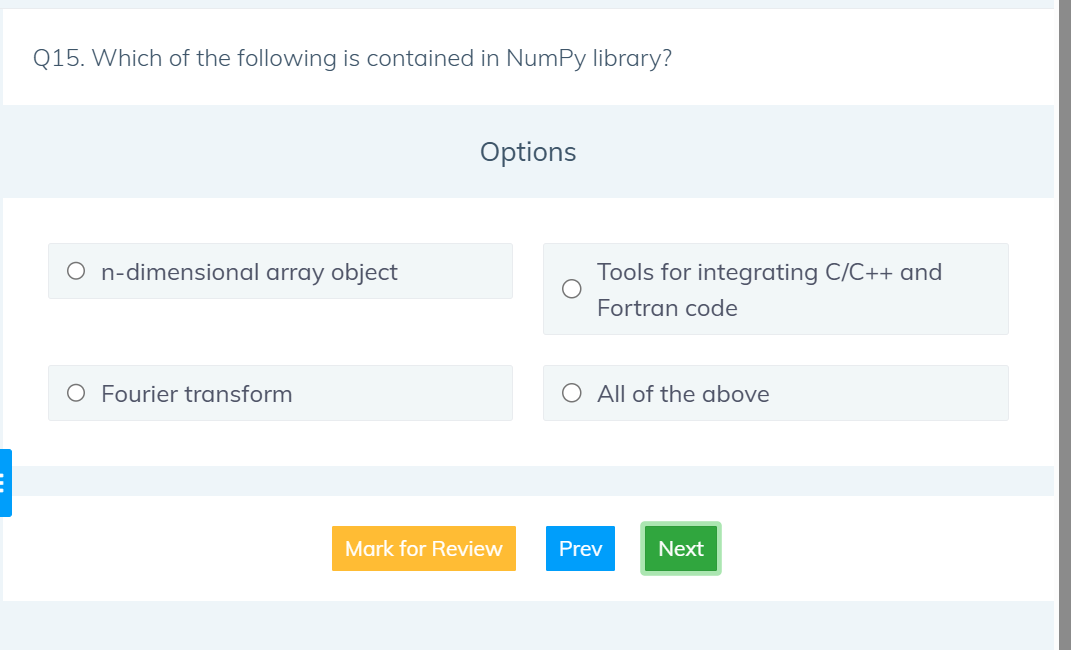 Q15. Which of the following is contained in NumPy library?
Options
n-dimensional array object
Tools for integrating C/C++ and
Fortran code
Fourier transform
All of the above
Mark for Review
Prev
Next